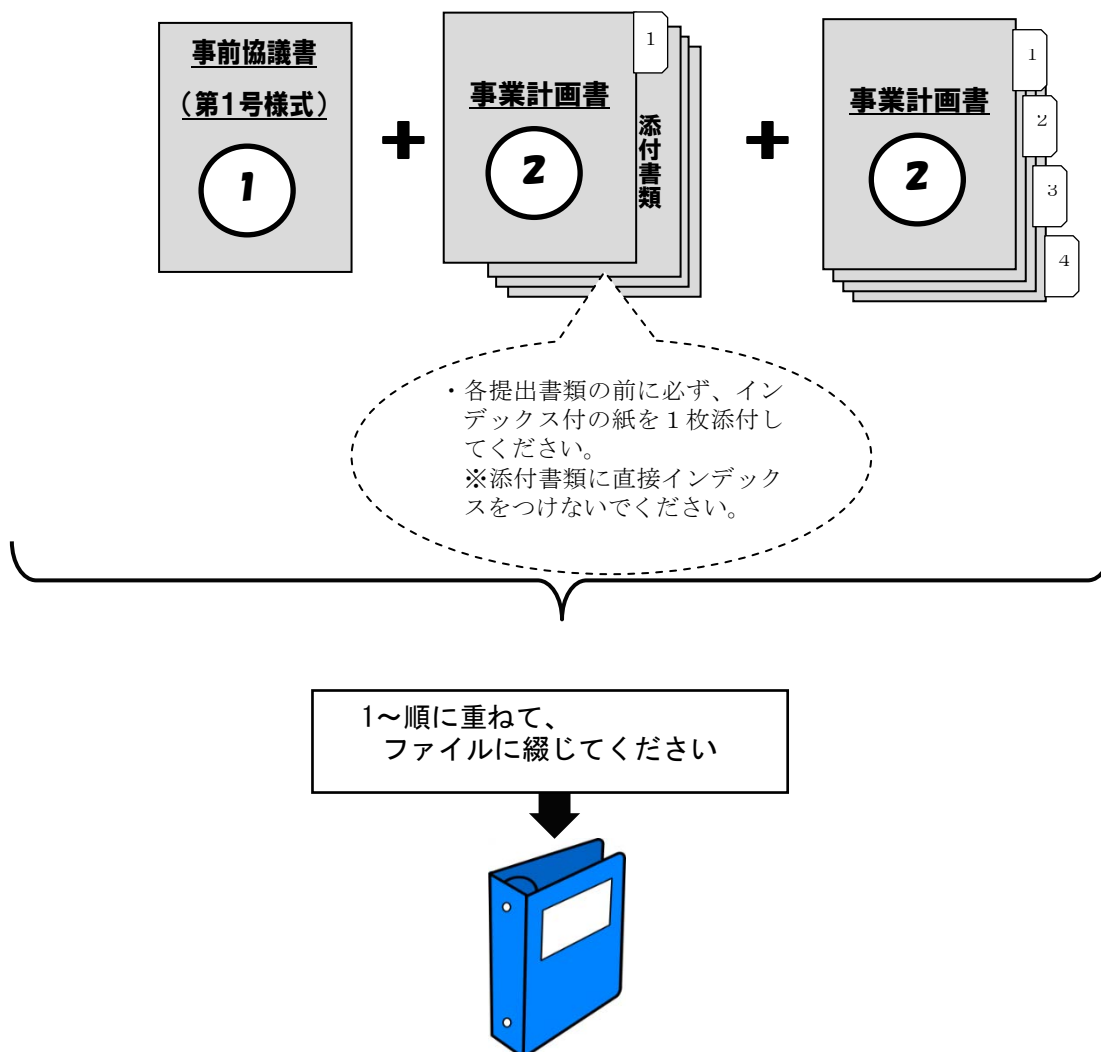 事前協議書
（第1号様式）
1
+
事業計画書
2
1
添付書類
+
事業計画書
2
1
2
3
4
・各提出書類の前に必ず、イン
デックス付の紙を１枚添付し
てください。
※添付書類に直接インデック
スをつけないでください。
1～順に重ねて、
ファイルに綴じてください